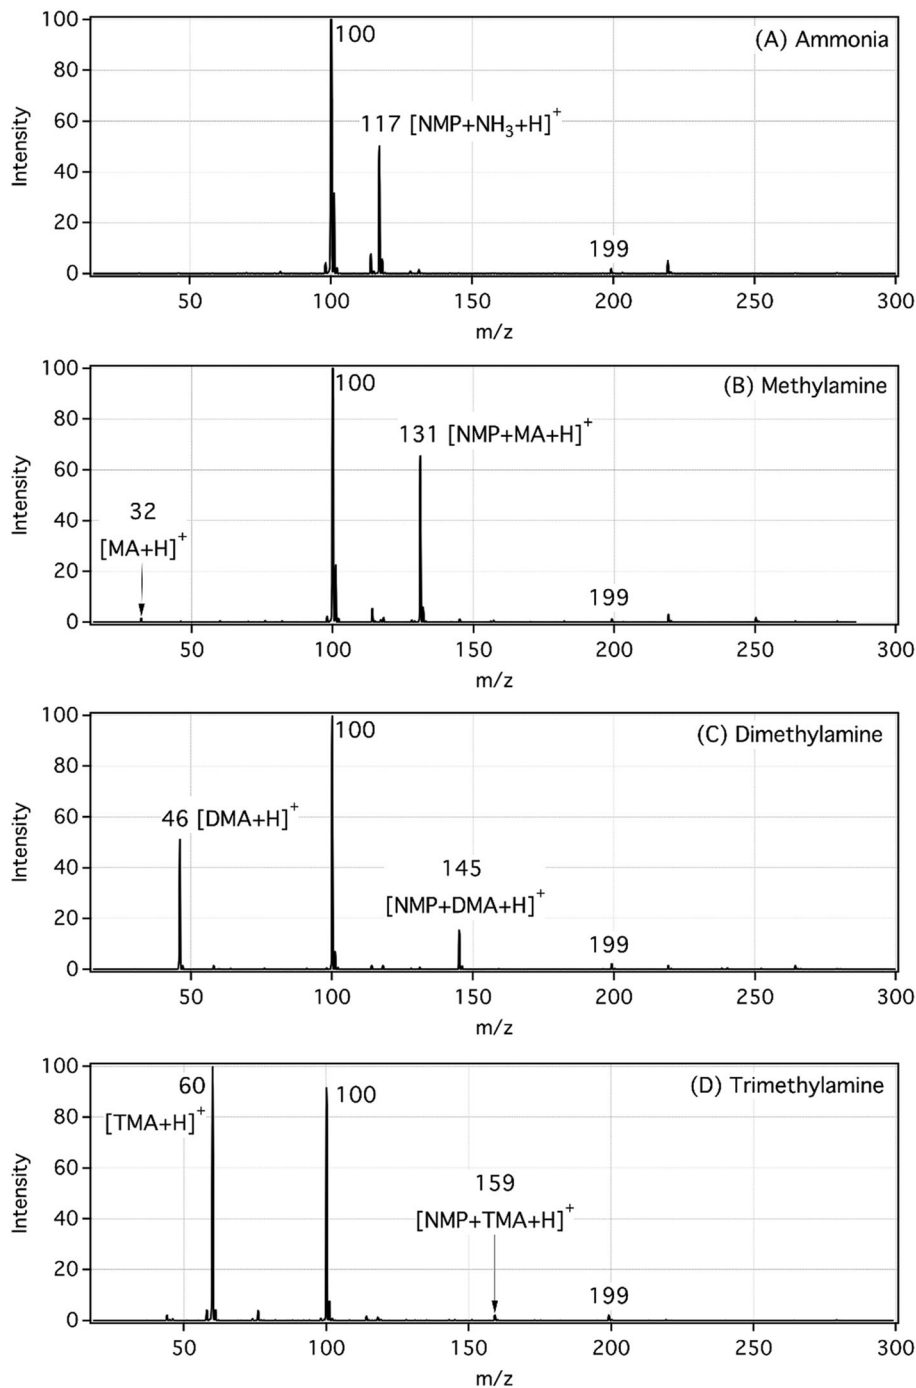 100
(A) Ammonia
80
60
40
20
0
Intensity
100
117 [NMP+NH₃+H]⁺
199
50 100 150 200 250 300
m/z
100
(B) Methylamine
80
60
40
20
0
Intensity
100
131 [NMP+MA+H]⁺
32
[MA+H]⁺
199
50 100 150 200 250 300
m/z
100
(C) Dimethylamine
80
60
40
20
0
Intensity
100
46 [DMA+H]⁺
145
[NMP+DMA+H]⁺
199
50 100 150 200 250 300
m/z
100
(D) Trimethylamine
80
60
40
20
0
Intensity
60
[TMA+H]⁺
100
159
[NMP+TMA+H]⁺
199
50 100 150 200 250 300
m/z